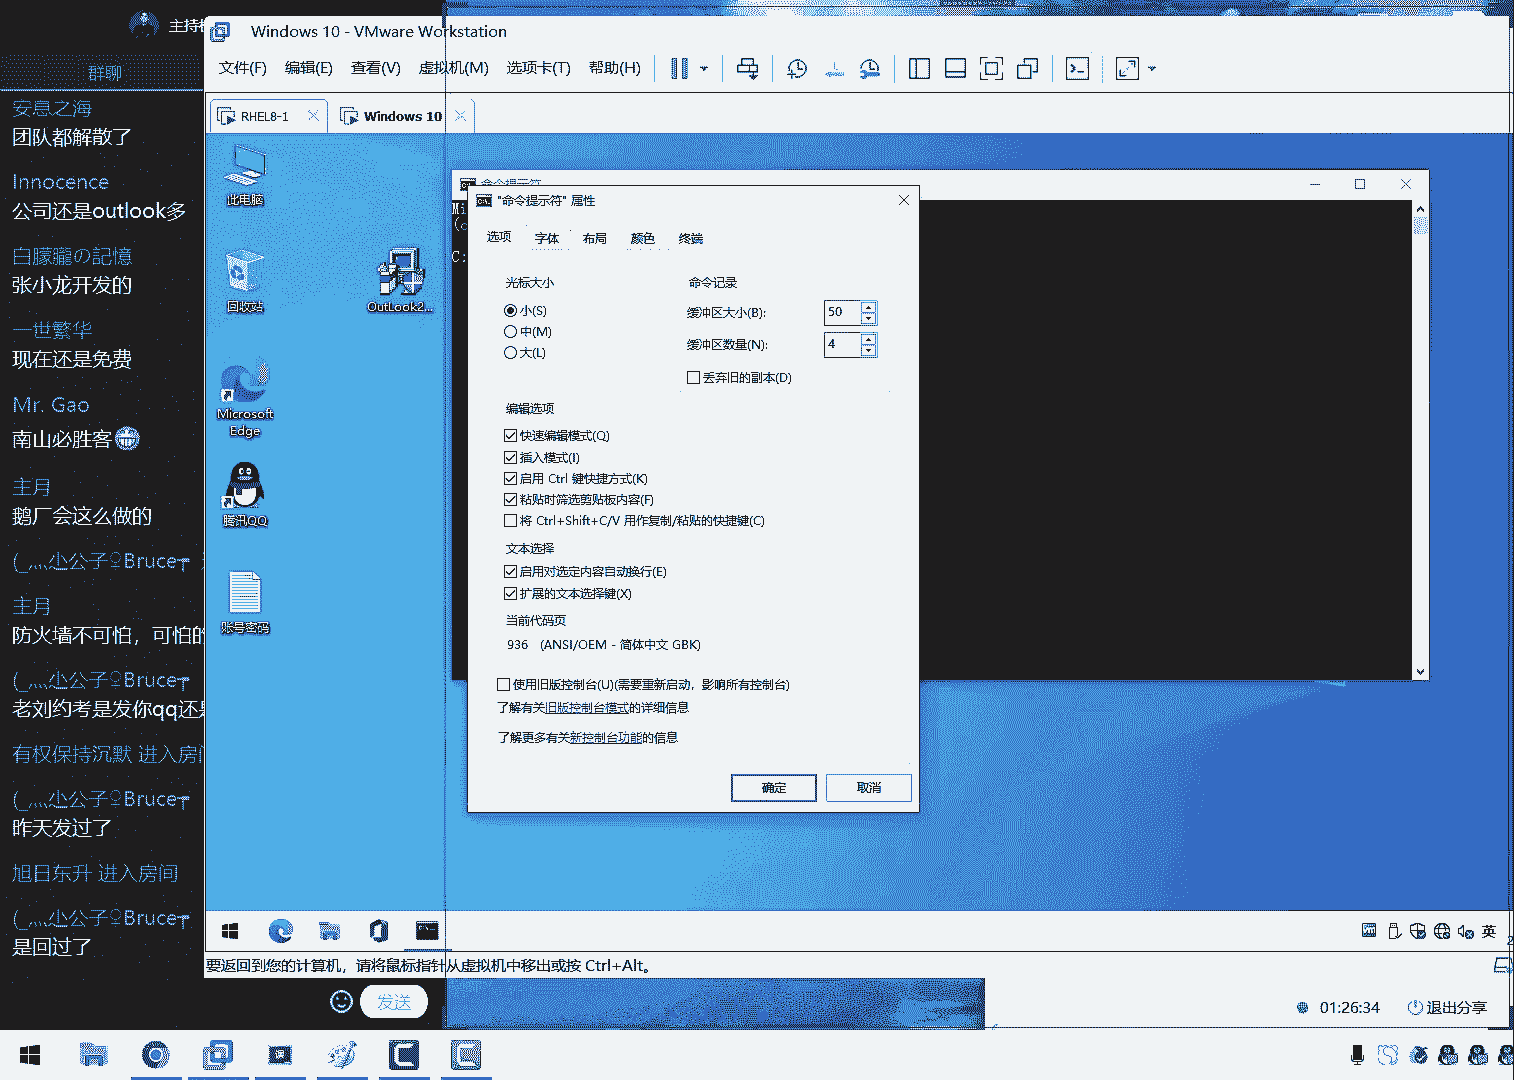 主持
群聊
安息之海
团队都解散了
Innocence
公司还是outlook多
白朦朧の記憶
张小龙开发的
一世繁华
现在还是免费
Mr. Gao
南山必胜客
主月
鹅厂会这么做的
公子♀Bruce
主月
防火墙不可怕，可怕的
公子♀Bruce
老刘约考是发你qq还是
有权保持沉默 进入房间
公子♀Bruce
昨天发过了
旭日东升 进入房间
公子♀Bruce
是回过了
发送
Windows 10 - VMware Workstation
文件(F) 编辑(E) 查看(V) 虚拟机(M) 选项卡(T) 帮助(H)
RHEL8-1
Windows 10
此电脑
回收站
OutLook2...
Microsoft
Edge
腾讯QQ
账号密码
命令提示符
Mi
(c
C:
"命令提示符" 属性
选项 字体 布局 颜色 终端
光标大小
小(S)
中(M)
大(L)
命令记录
缓冲区大小(B): 50
缓冲区数量(N): 4
丢弃旧的副本(D)
编辑选项
快速编辑模式(Q)
插入模式(I)
启用 Ctrl 键快捷方式(K)
粘贴时筛选剪贴板内容(F)
将 Ctrl+Shift+C/V 用作复制/粘贴的快捷键(C)
文本选择
启用对选定内容自动换行(E)
扩展的文本选择键(X)
当前代码页
936 (ANSI/OEM - 简体中文 GBK)
使用旧版控制台(U)(需要重新启动，影响所有控制台)
了解有关旧版控制台模式的详细信息
了解更多有关新控制台功能的信息
确定
取消
英
要返回到您的计算机，请将鼠标指针从虚拟机中移出或按 Ctrl+Alt。
01:26:34
退出分享